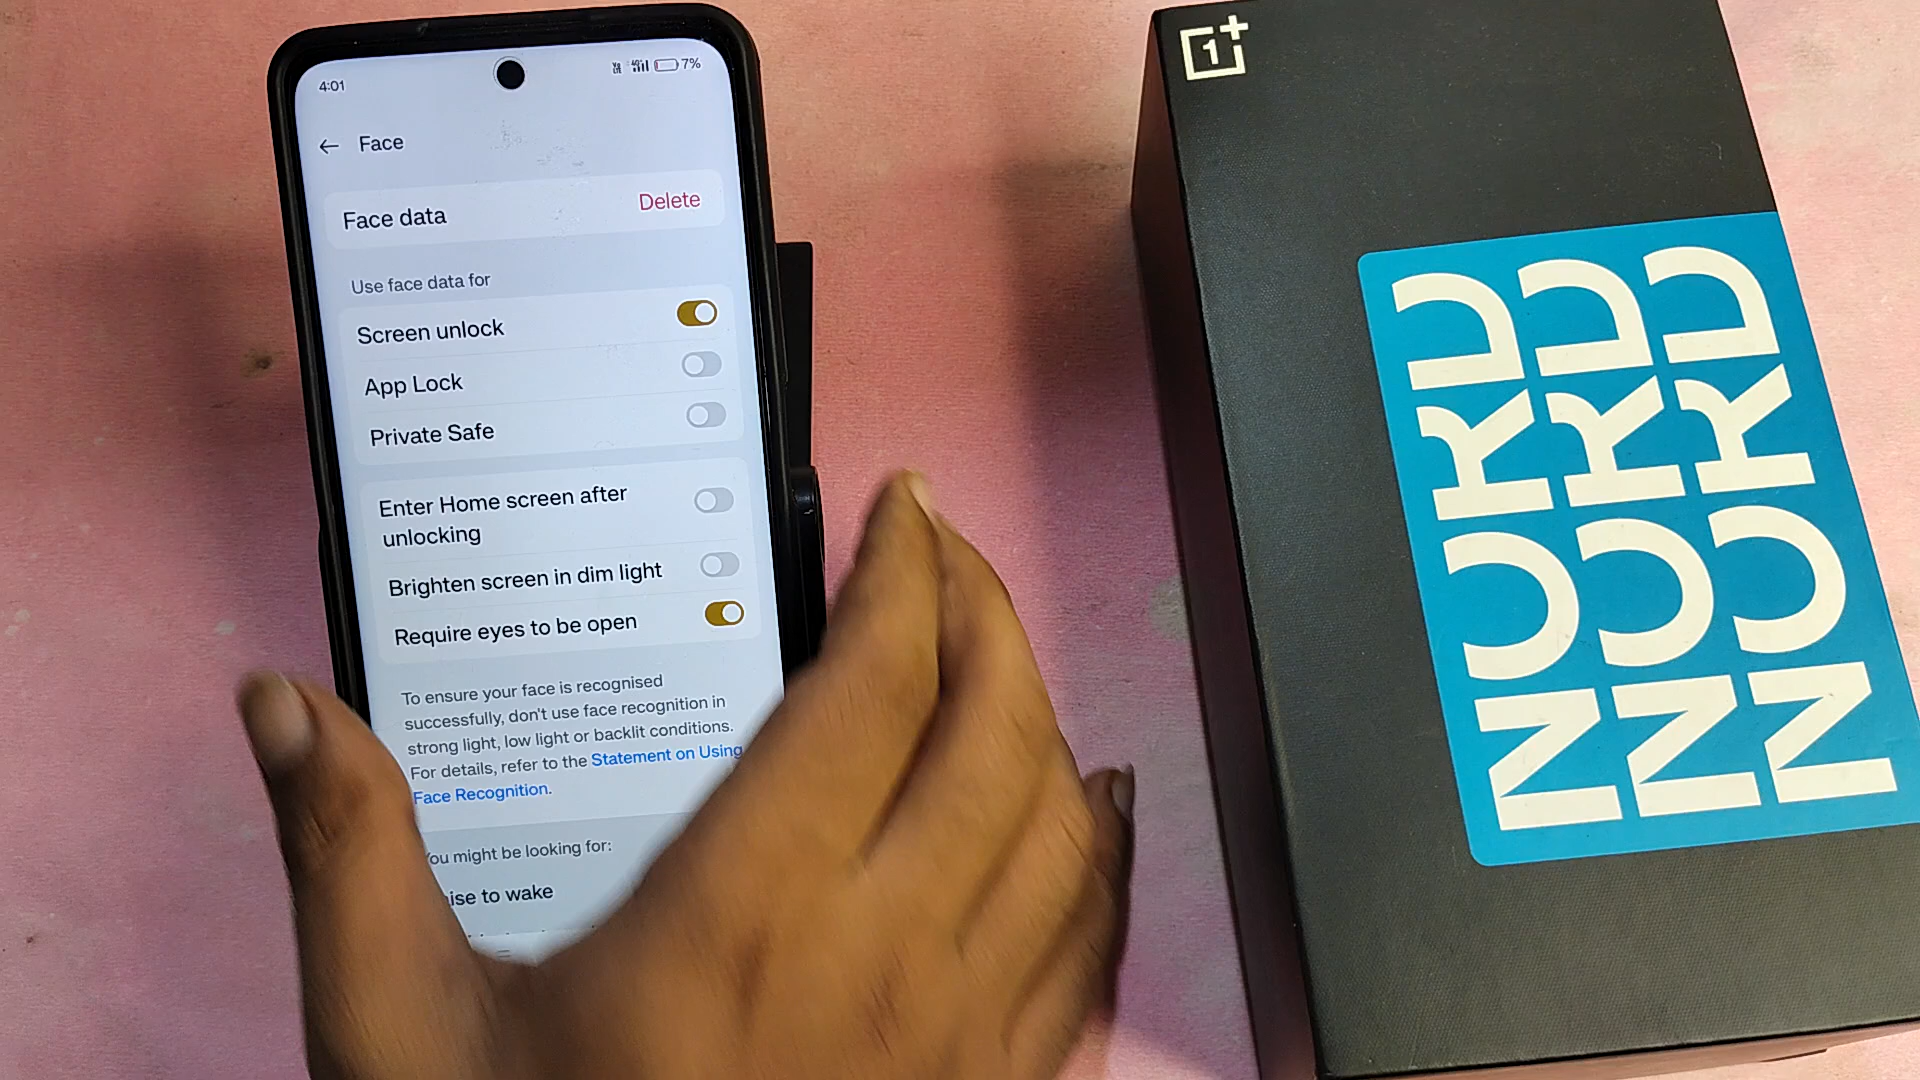 4:01
7%
Face
Face data
Delete
Use face data for
Screen unlock
App Lock
Private Safe
Enter Home screen after
unlocking
Brighten screen in dim light
Require eyes to be open
To ensure your face is recognised
successfully, don't use face recognition in
strong light, low light or backlit conditions.
For details, refer to the Statement on Using
Face Recognition.
You might be looking for:
ise to wake
1+
NORD
NORD
NORD